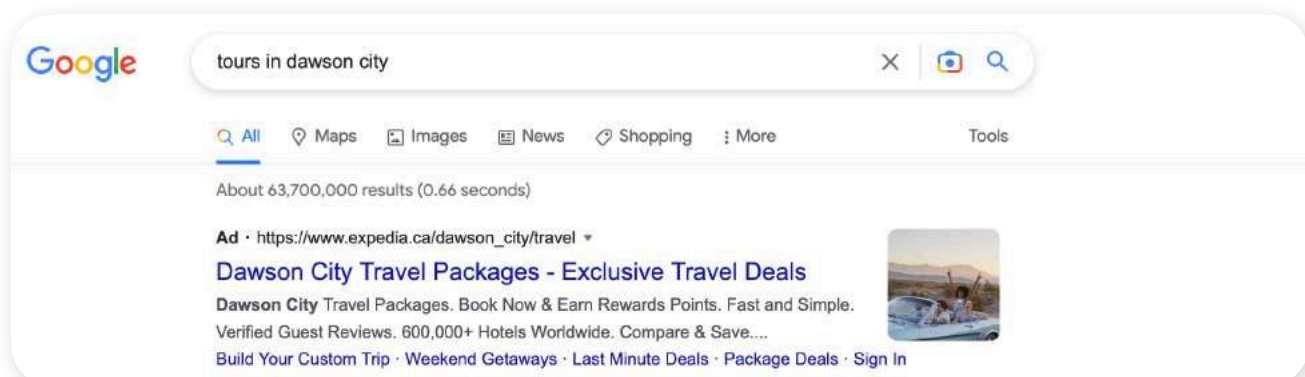 Google
tours in dawson city
All Maps Images News Shopping More Tools
About 63,700,000 results (0.66 seconds)
Ad · https://www.expedia.ca/dawson_city/travel
Dawson City Travel Packages - Exclusive Travel Deals
Dawson City Travel Packages. Book Now & Earn Rewards Points. Fast and Simple.
Verified Guest Reviews. 600,000+ Hotels Worldwide. Compare & Save....
Build Your Custom Trip · Weekend Getaways · Last Minute Deals · Package Deals · Sign In